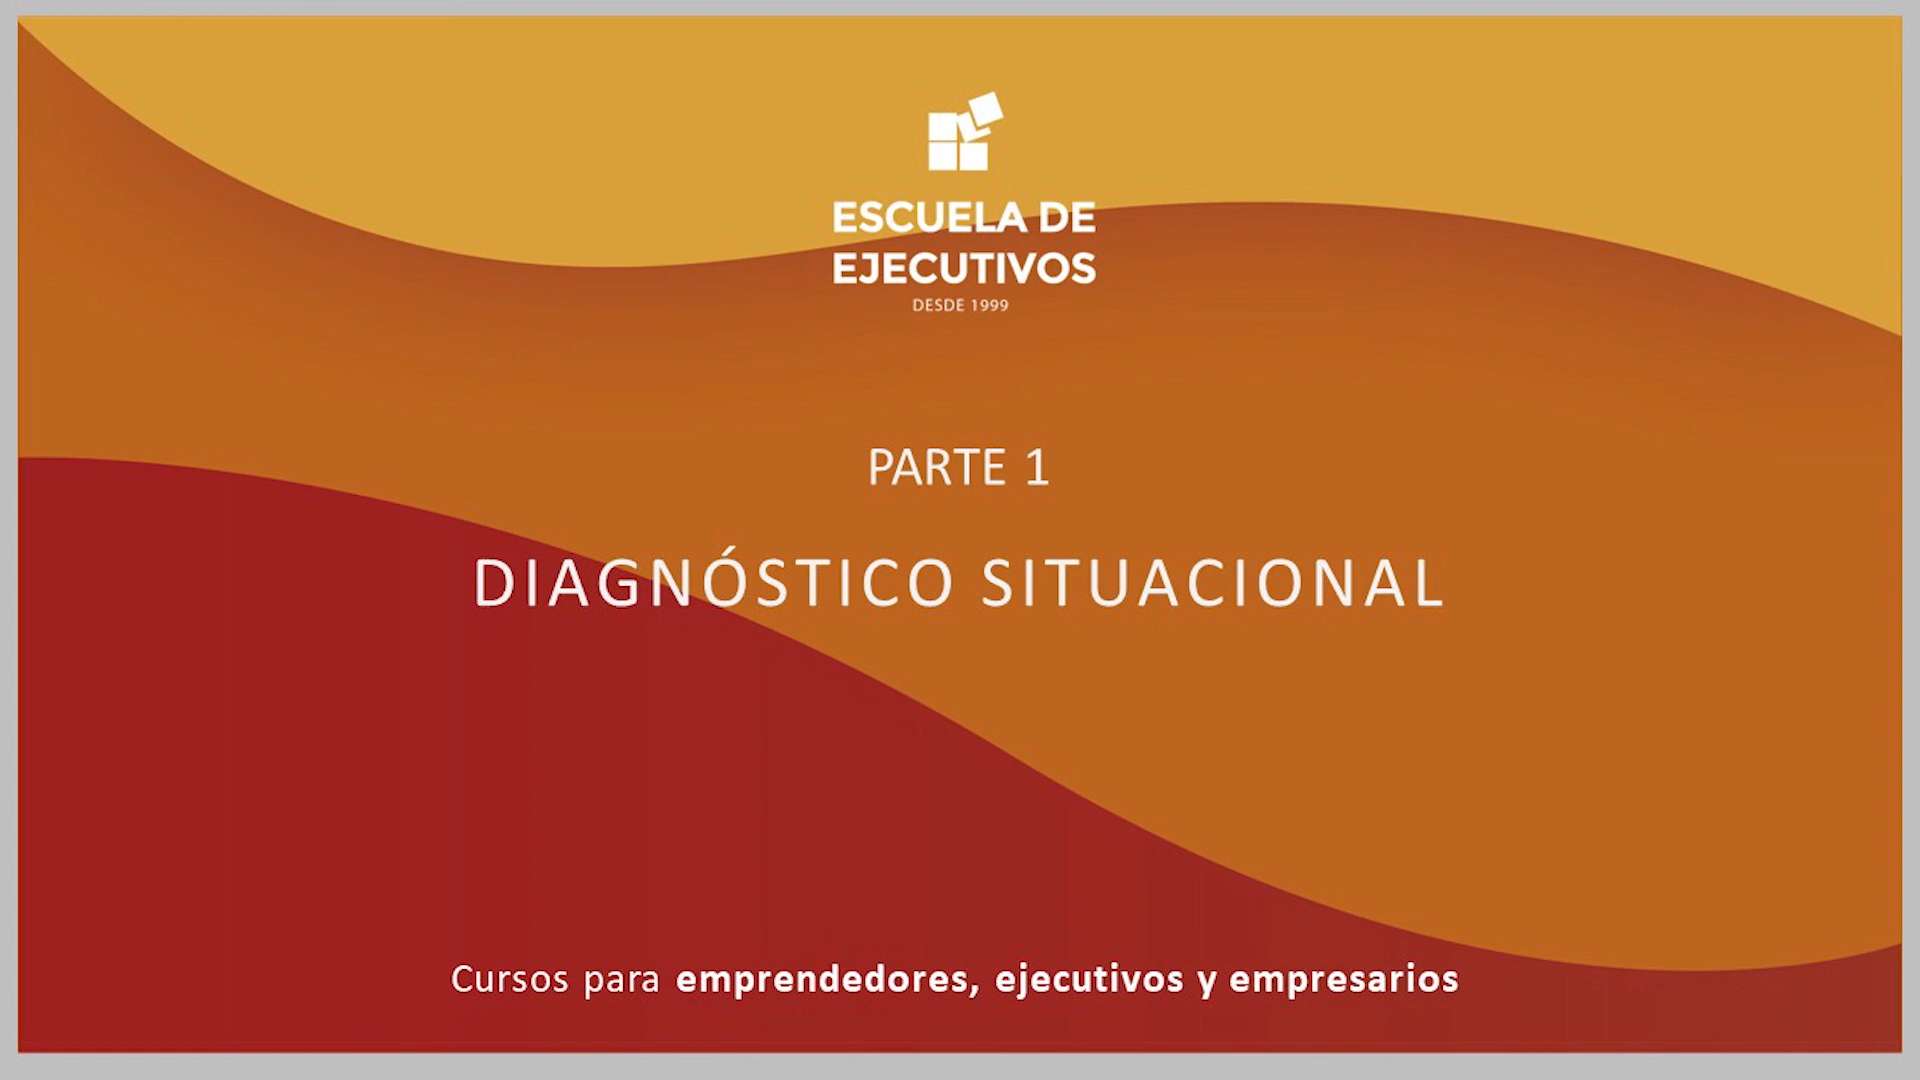 ESCUELA DE
EJECUTIVOS
DESDE 1999
PARTE 1
DIAGNÓSTICO SITUACIONAL
Cursos para emprendedores, ejecutivos y empresarios